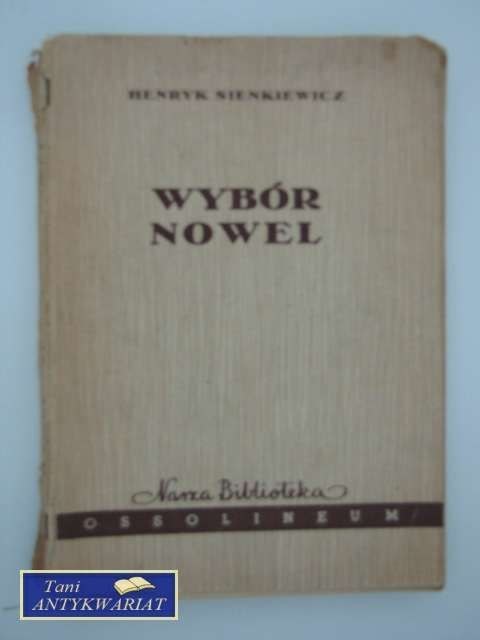 HENRYK SIENKIEWICZ
WYBÓR
NOWEL
Nasza Biblioteka
OSSOLINEUM
Tani
ANTYKWARIAT